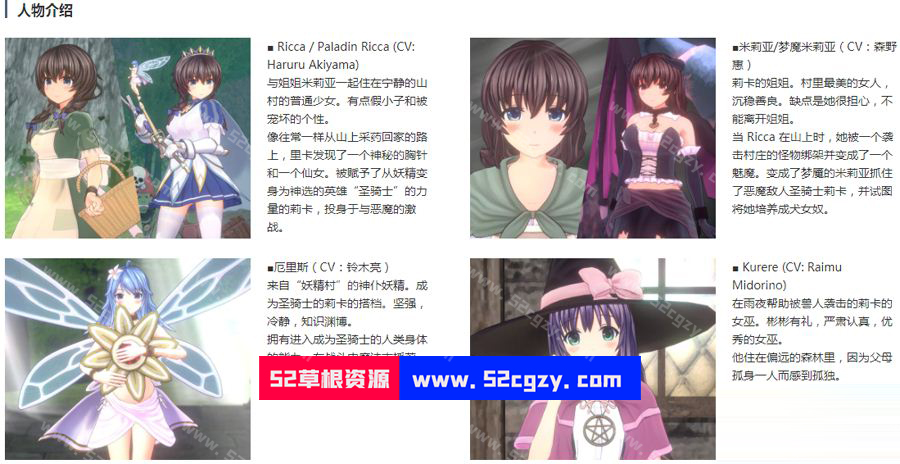 人物介绍
■ Ricca / Paladin Ricca (CV:
Haruru Akiyama)
与姐姐米莉亚一起住在宁静的山
村的普通少女。有点假小子和被
宠坏的个性。
像往常一样从山上采药回家的路
上，里卡发现了一个神秘的胸针
和一个仙女。被赋予了从妖精变
身为神选的英雄“圣骑士”的力
量的莉卡，投身于与恶魔的激
战。
■米莉亚/梦魔米莉亚（CV：森野
惠）
莉卡的姐姐。村里最美的女人，
沉稳善良。缺点是她很担心，不
能离开姐姐。
当 Ricca 在山上时，她被一个袭
击村庄的怪物绑架并变成了一个
魅魔。变成了梦魇的米莉亚抓住
了恶魔敌人圣骑士莉卡，并试图
将她培养成犬女奴。
■厄里斯（CV：铃木亮）
来自“妖精村”的神仆妖精。成
为圣骑士的莉卡的搭档。坚强，
冷静，知识渊博。
拥有进入成为圣骑士的人类身体
■ Kurere (CV: Raimu
Midorino)
在雨夜帮助被兽人袭击的莉卡的
女巫。彬彬有礼，严肃认真，优
秀的女巫。
他住在偏远的森林里，因为父母
孤身一人而感到孤独。
52草根资源 www.52cgzy.com